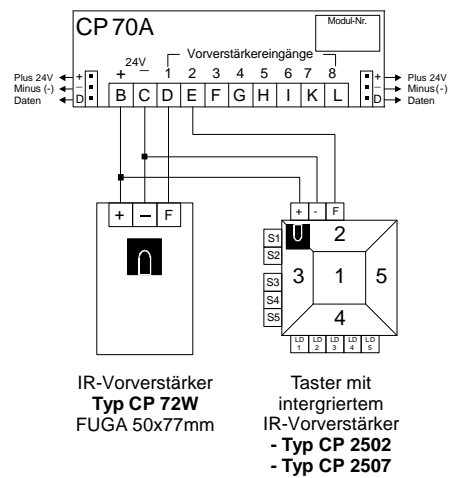 CP 70A
Modul-Nr.
24V
Vorverstärkereingänge
+ — 1 2 3 4 5 6 7 8
Plus 24V + + Plus 24V
Minus (-) — — Minus (-)
Daten D D Daten
B C D E F G H I K L
+ — F
+ - F
S1
S2
S3
S4
S5
2
3 1 5
4
LD 1 LD 2 LD 3 LD 4 LD 5
IR-Vorverstärker
Typ CP 72W
FUGA 50x77mm
Taster mit
intergriertem
IR-Vorverstärker
- Typ CP 2502
- Typ CP 2507